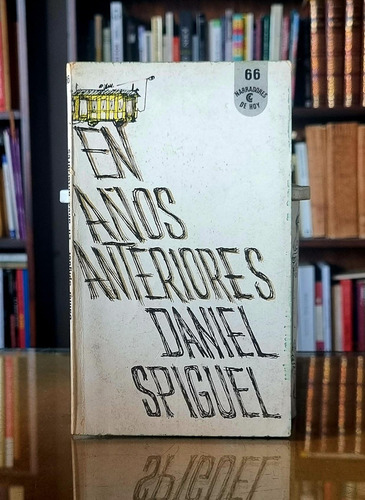 66
NARRADORES
DE HOY
EN
AÑOS
ANTERIORES
DANIEL
SPIGUEL